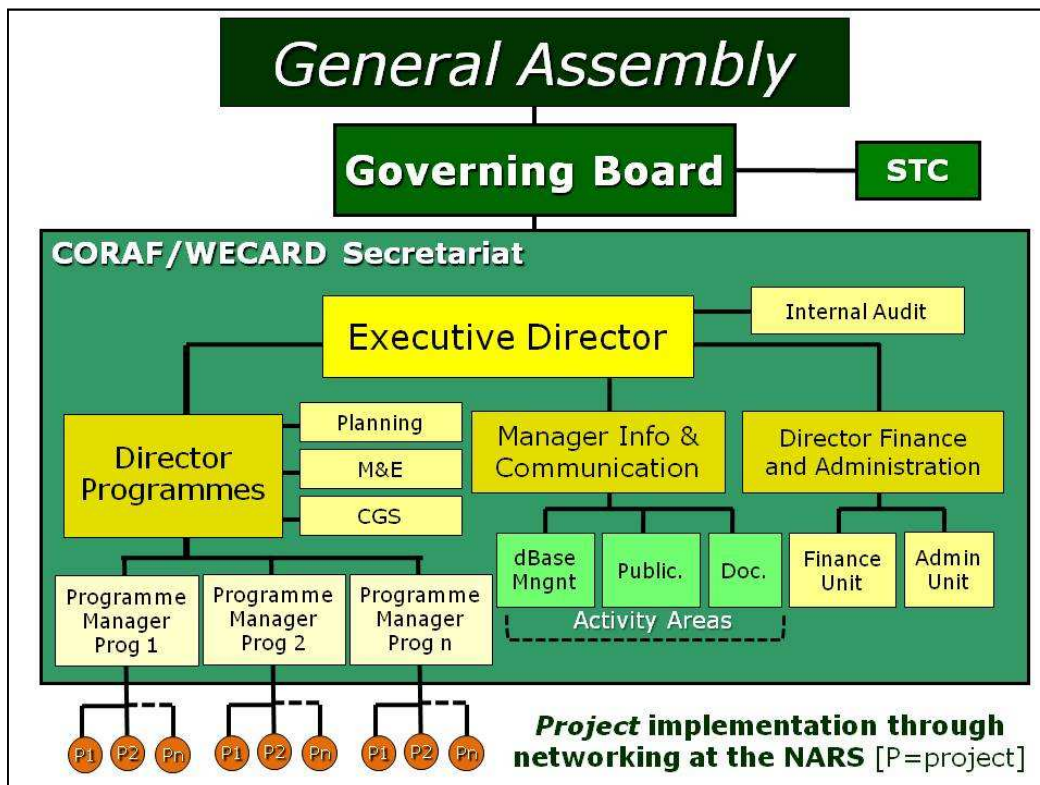 General Assembly
Governing Board
STC
CORAF/WECARD Secretariat
Executive Director
Internal Audit
Director
Programmes
Planning
M&E
CGS
Manager Info &
Communication
Director Finance
and Administration
dBase
Mngnt
Public.
Doc.
Finance
Unit
Admin
Unit
Activity Areas
Programme
Manager
Prog 1
Programme
Manager
Prog 2
Programme
Manager
Prog n
P1
P2
Pn
P1
P2
Pn
P1
P2
Pn
Project implementation through
networking at the NARS [P=project]